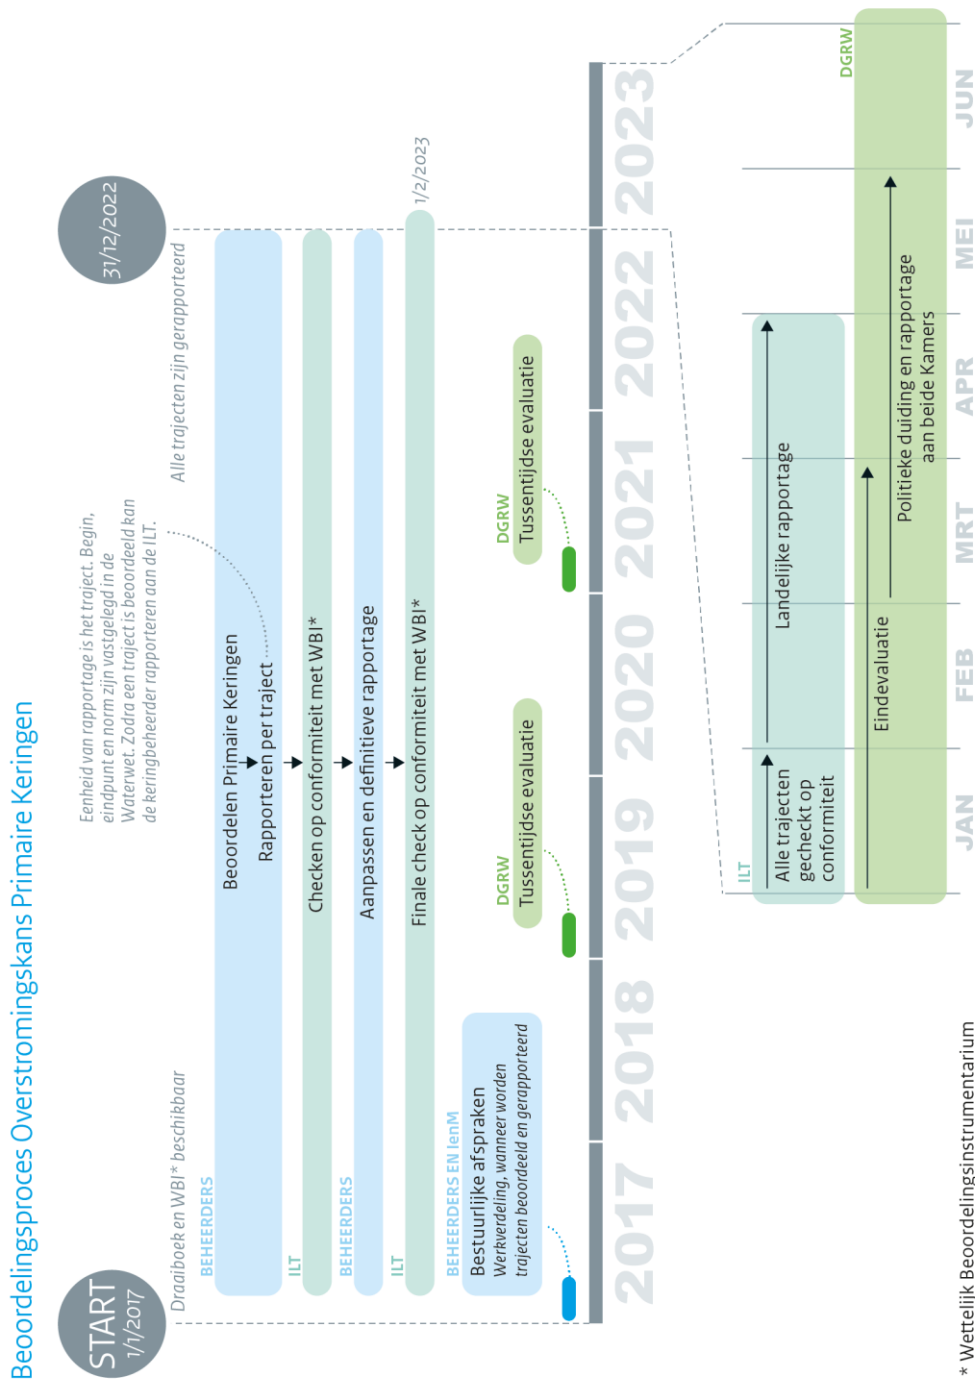 Beoordelingsproces Overstromingskans Primaire Keringen
START
1/1/2017
31/12/2022
Eenheid van rapportage is het traject. Begin,
eindpunt en norm zijn vastgelegd in de
Waterwet. Zodra een traject is beoordeeld kan
de keringbeheerder rapporteren aan de ILT.
Draaiboek en WBI* beschikbaar
Alle trajecten zijn gerapporteerd
BEHEERDERS
Beoordelen Primaire Keringen
Rapporteren per traject
ILT
Checken op conformiteit met WBI*
BEHEERDERS
Aanpassen en definitieve rapportage
ILT
Finale check op conformiteit met WBI*
1/2/2023
BEHEERDERS EN IenM
Bestuurlijke afspraken
Werkverdeling, wanneer worden
trajecten beoordeeld en gerapporteerd
DGRW
Tussentijdse evaluatie
DGRW
Tussentijdse evaluatie
2017
2018
2019
2020
2021
2022
2023
ILT
Alle trajecten
gecheckt op
conformiteit
Landelijke rapportage
DGRW
Eindevaluatie
Politieke duiding en rapportage
aan beide Kamers
JAN
FEB
MRT
APR
MEI
JUN
* Wettelijk Beoordelingsinstrumentarium